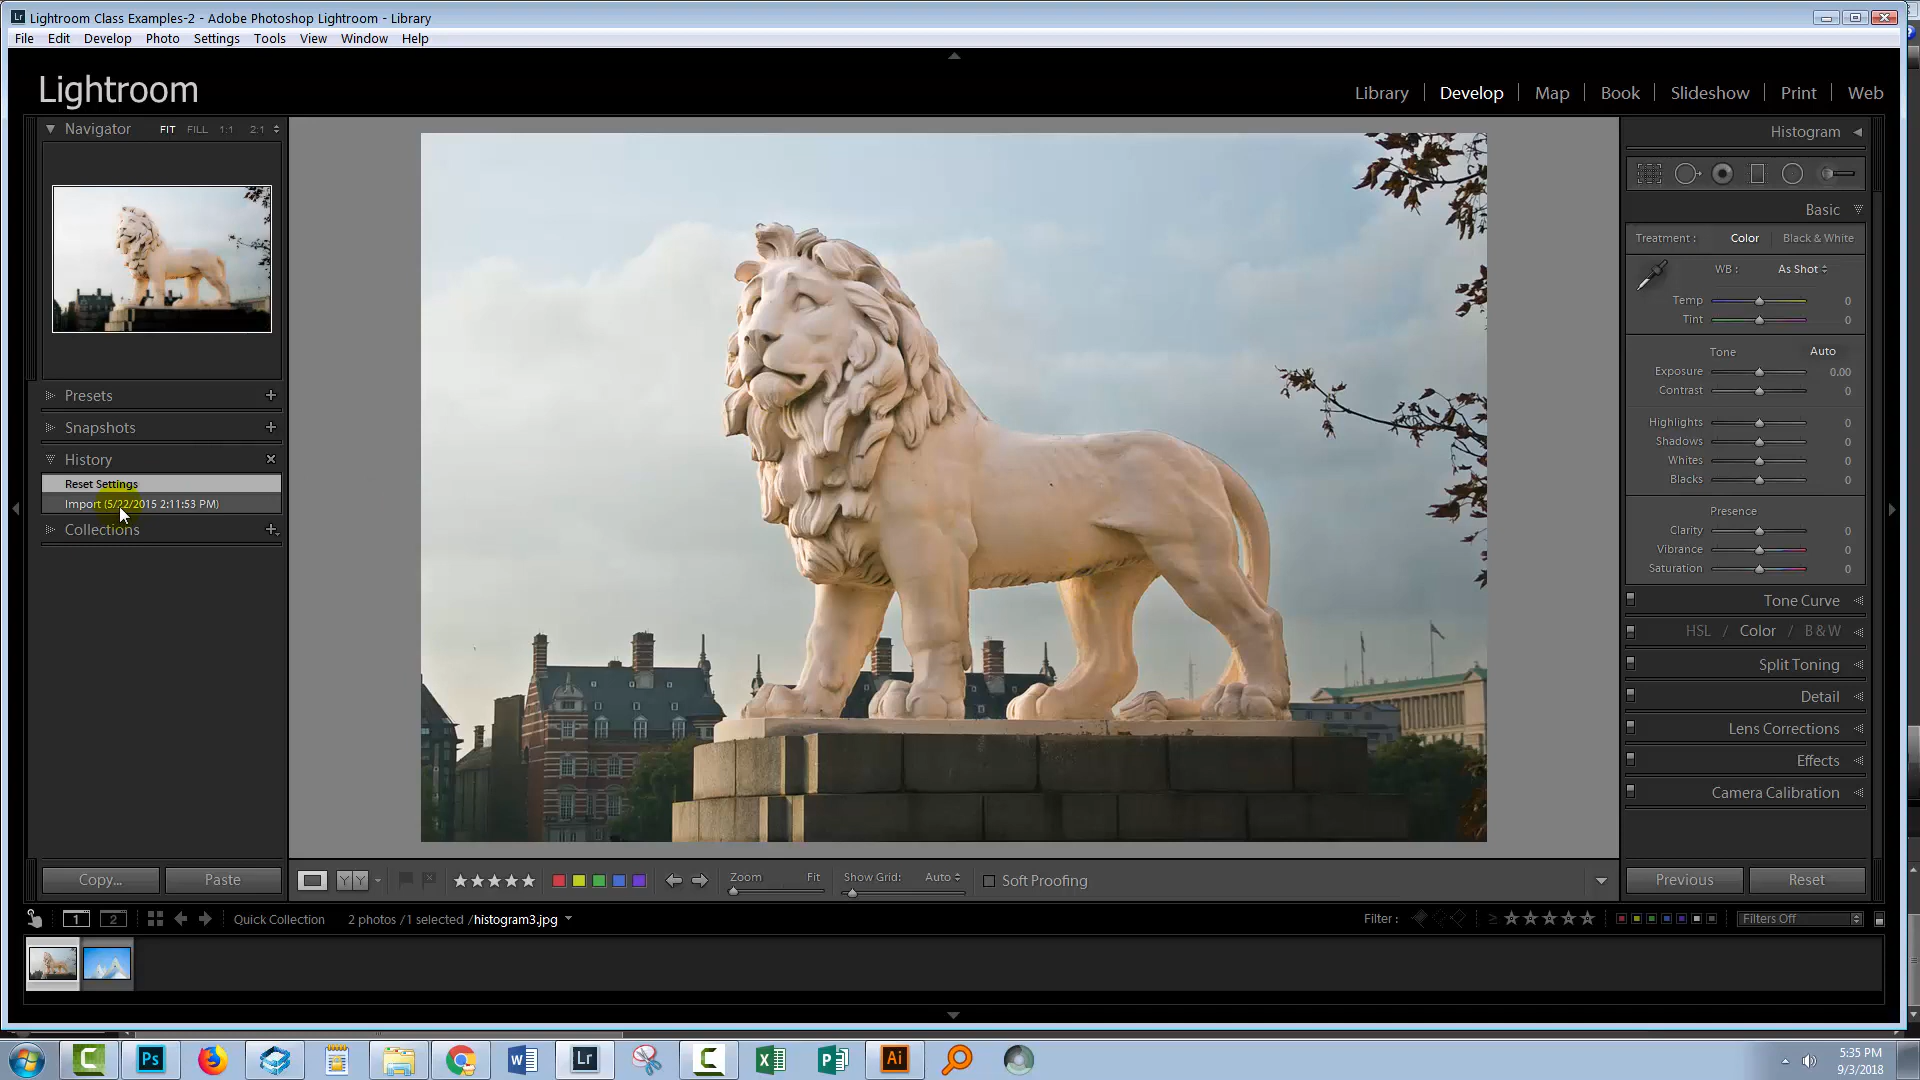 Lightroom Class Examples-2 - Adobe Photoshop Lightroom - Library
File Edit Develop Photo Settings Tools View Window Help
Lightroom
Library | Develop | Map | Book | Slideshow | Print | Web
Navigator FIT FILL 1:1 2:1
Histogram
Basic
Treatment : Color Black & White
WB : As Shot
Temp 0
Tint 0
Tone Auto
Exposure 0.00
Contrast 0
Highlights 0
Shadows 0
Whites 0
Blacks 0
Presence
Clarity 0
Vibrance 0
Saturation 0
Tone Curve
HSL / Color / B & W
Split Toning
Detail
Lens Corrections
Effects
Camera Calibration
Previous Reset
Presets
Snapshots
History
Reset Settings
Import (5/22/2015 2:11:53 PM)
Collections
Copy... Paste
YY
Zoom Fit
Show Grid: Auto
Soft Proofing
1 2
Quick Collection 2 photos / 1 selected / histogram3.jpg
Filter : ≥ Filters Off
Lr
Ps
W
Lr
X
P
Ai
5:35 PM
9/3/2018